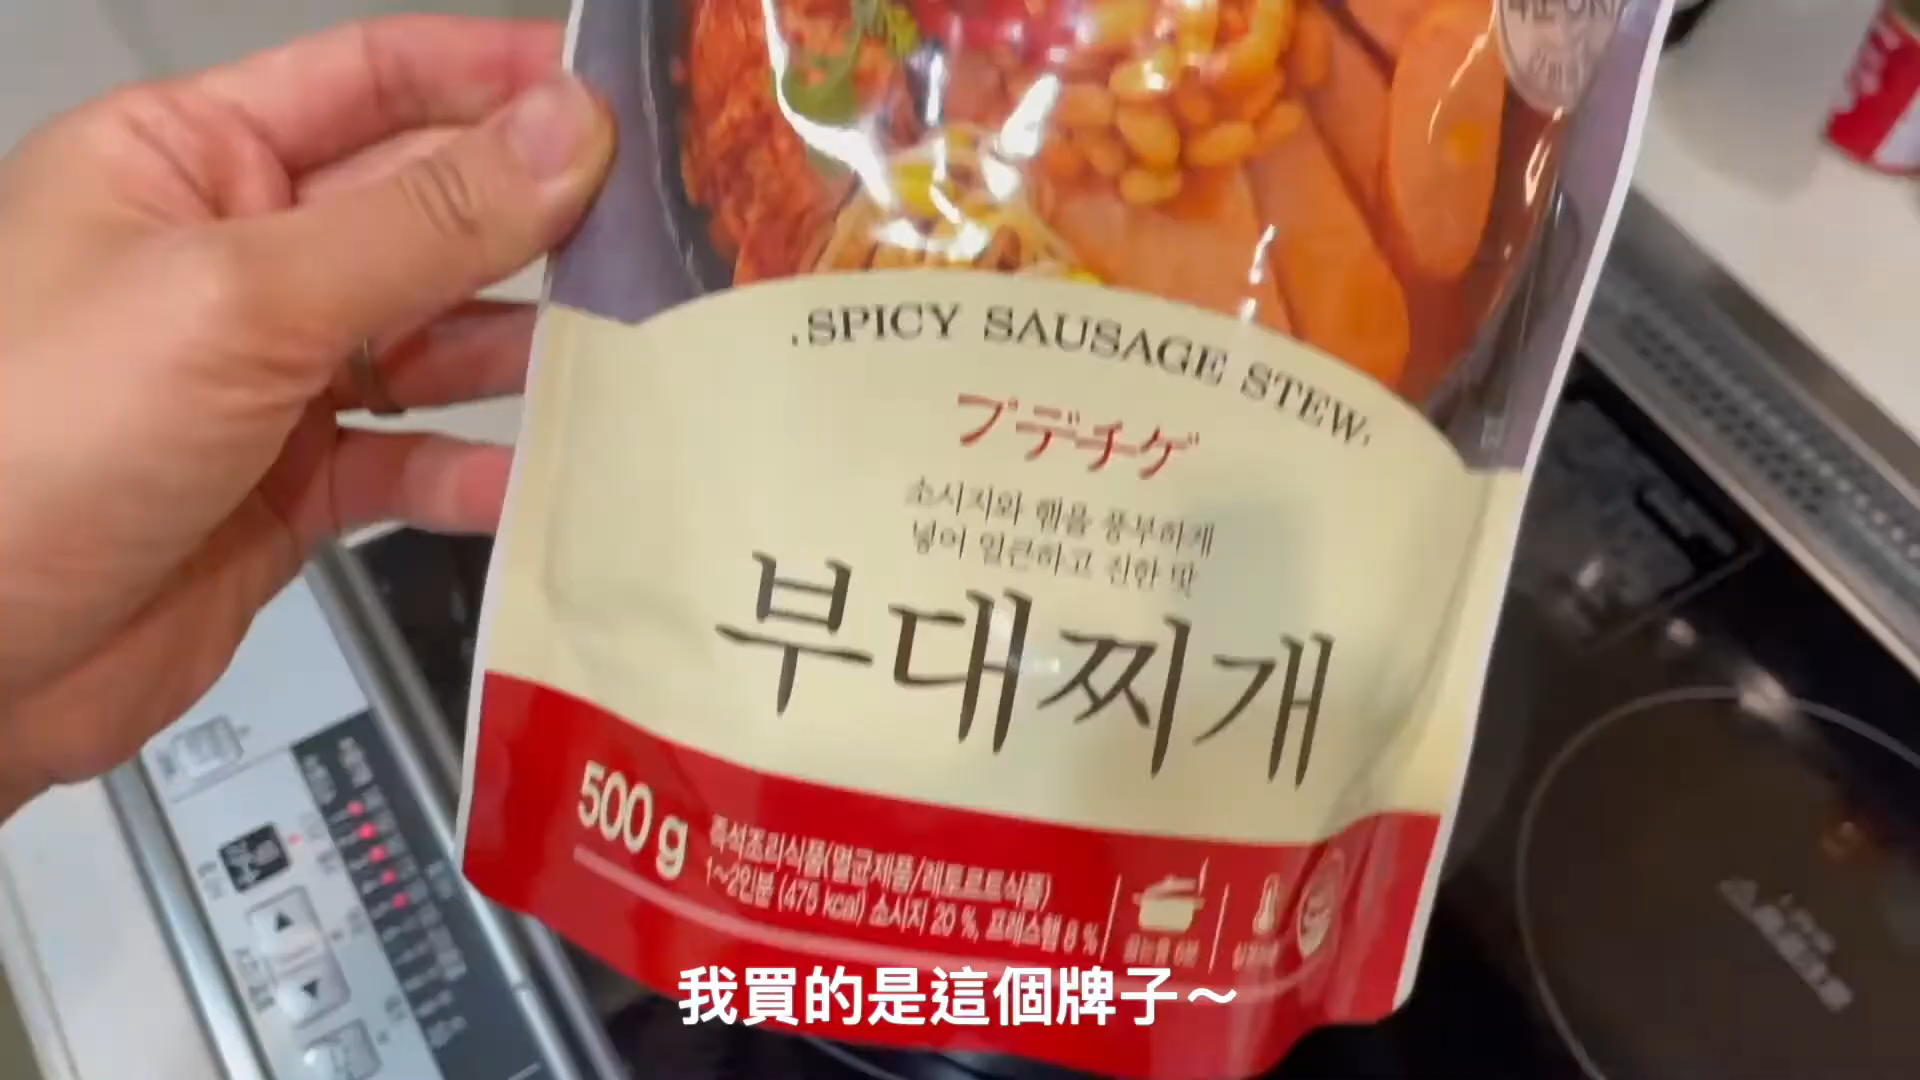 SPICY SAUSAGE STEW
プデチゲ
소시지와 햄을 풍부하게
넣어 얼큰하고 진한 맛
부대찌개
500 g
즉석조리식품(멸균제품/레토르트식품)
1~2인분 (475 kcal) 소시지 20 %, 프레스햄 8 %
我買的是這個牌子～